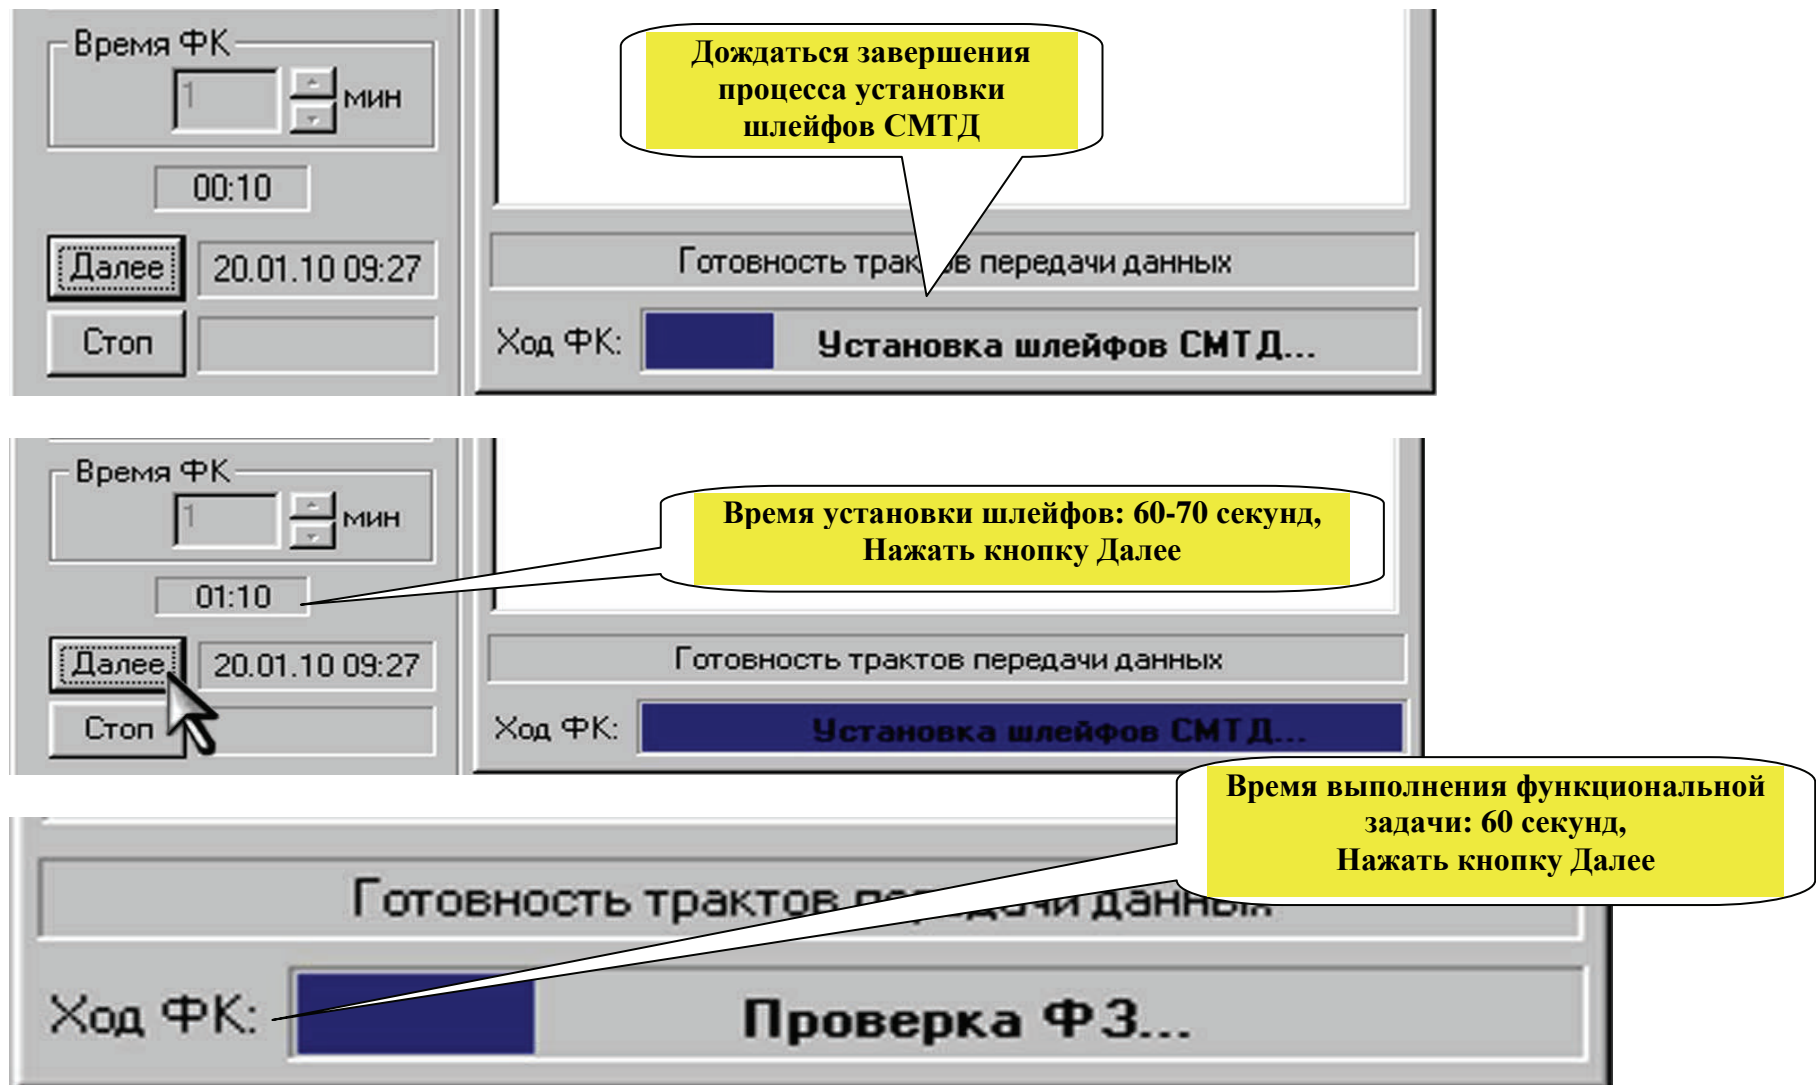 Время ФК
1
мин
00:10
Далее
20.01.10 09:27
Стоп
Дождаться завершения
процесса установки
шлейфов СМТД
Готовность трактов передачи данных
Ход ФК:
Установка шлейфов СМТД...
Время ФК
1
мин
01:10
Далее
20.01.10 09:27
Стоп
Время установки шлейфов: 60-70 секунд,
Нажать кнопку Далее
Готовность трактов передачи данных
Ход ФК:
Установка шлейфов СМТД...
Время выполнения функциональной
задачи: 60 секунд,
Нажать кнопку Далее
Готовность трактов передачи данных
Ход ФК:
Проверка ФЗ...